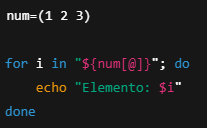 num=(1 2 3)
for i in "${num[@]}"; do
echo "Elemento: $i"
done